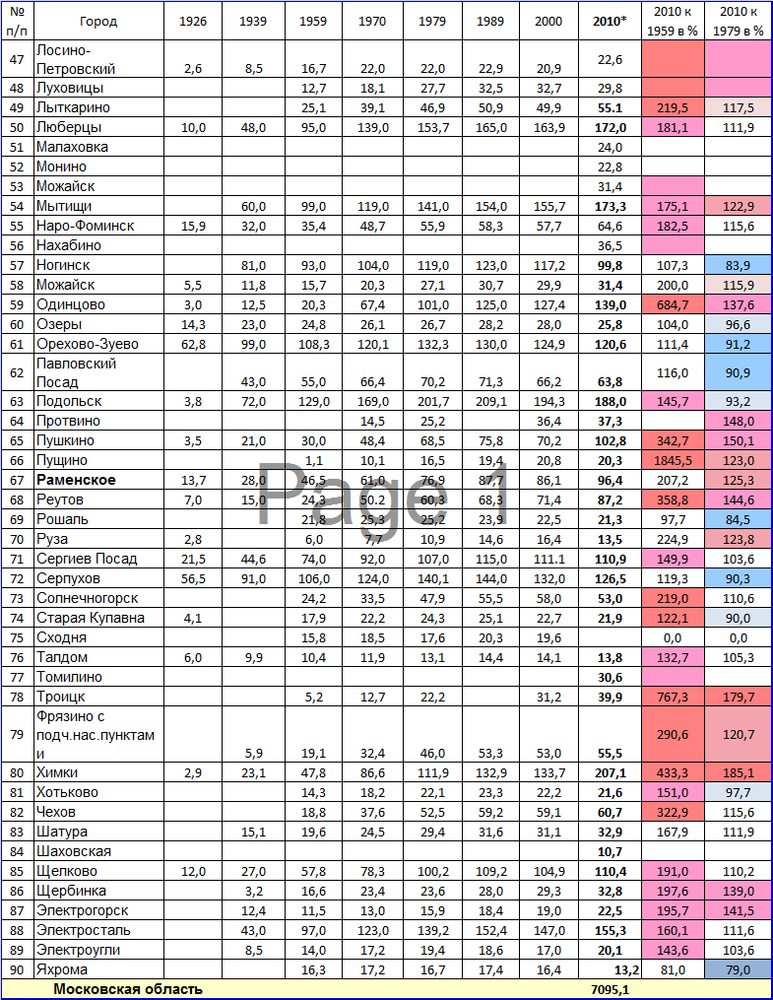 № п/п Город 1926 1939 1959 1970 1979 1989 2000 2010* 2010 к 1959 в % 2010 к 1979 в %
47 Лосино-Петровский 2,6 8,5 16,7 22,0 22,0 22,9 20,9 22,6
48 Луховицы 12,7 18,1 27,7 32,5 32,7 29,8
49 Лыткарино 25,1 39,1 46,9 50,9 49,9 55.1 219,5 117,5
50 Люберцы 10,0 48,0 95,0 139,0 153,7 165,0 163,9 172,0 181,1 111,9
51 Малаховка 24,0
52 Монино 22,8
53 Можайск 31,4
54 Мытищи 60,0 99,0 119,0 141,0 154,0 155,7 173,3 175,1 122,9
55 Наро-Фоминск 15,9 32,0 35,4 48,7 55,9 58,3 57,7 64,6 182,5 115,6
56 Нахабино 36,5
57 Ногинск 81,0 93,0 104,0 119,0 123,0 117,2 99,8 107,3 83,9
58 Можайск 5,5 11,8 15,7 20,3 27,1 30,7 29,9 31,4 200,0 115,9
59 Одинцово 3,0 12,5 20,3 67,4 101,0 125,0 127,4 139,0 684,7 137,6
60 Озеры 14,3 23,0 24,8 26,1 26,7 28,2 28,0 25,8 104,0 96,6
61 Орехово-Зуево 62,8 99,0 108,3 120,1 132,3 130,0 124,9 120,6 111,4 91,2
62 Павловский Посад 43,0 55,0 66,4 70,2 71,3 66,2 63,8 116,0 90,9
63 Подольск 3,8 72,0 129,0 169,0 201,7 209,1 194,3 188,0 145,7 93,2
64 Протвино 14,5 25,2 36,4 37,3 148,0
65 Пушкино 3,5 21,0 30,0 48,4 68,5 75,8 70,2 102,8 342,7 150,1
66 Пущино 1,1 10,1 16,5 19,4 20,8 20,3 1845,5 123,0
67 Раменское 13,7 28,0 46,5 61,0 76,9 87,7 86,1 96,4 207,2 125,3
68 Реутов 7,0 15,0 24,3 50.2 60,3 68,3 71,4 87,2 358,8 144,6
69 Рошаль 21,8 25,3 25,2 23,9 22,5 21,3 97,7 84,5
70 Руза 2,8 6,0 7,7 10,9 14,6 16,4 13,5 224,9 123,8
71 Сергиев Посад 21,5 44,6 74,0 92,0 107,0 115,0 111.1 110,9 149,9 103,6
72 Серпухов 56,5 91,0 106,0 124,0 140,1 144,0 132,0 126,5 119,3 90,3
73 Солнечногорск 24,2 33,5 47,9 55,5 58,0 53,0 219,0 110,6
74 Старая Купавна 4,1 17,9 22,2 24,3 25,1 22,7 21,9 122,1 90,0
75 Сходня 15,8 18,5 17,6 20,3 19,6 0,0 0,0
76 Талдом 6,0 9,9 10,4 11,9 13,1 14,4 14,1 13,8 132,7 105,3
77 Томилино 30,6
78 Троицк 5,2 12,7 22,2 31,2 39,9 767,3 179,7
79 Фрязино с подч.нас.пунктами 5,9 19,1 32,4 46,0 53,3 53,0 55,5 290,6 120,7
80 Химки 2,9 23,1 47,8 86,6 111,9 132,9 133,7 207,1 433,3 185,1
81 Хотьково 14,3 18,2 22,1 23,3 22,2 21,6 151,0 97,7
82 Чехов 18,8 37,6 52,5 59,2 59,1 60,7 322,9 115,6
83 Шатура 15,1 19,6 24,5 29,4 31,6 31,1 32,9 167,9 111,9
84 Шаховская 10,7
85 Щелково 12,0 27,0 57,8 78,3 100,2 109,2 104,9 110,4 191,0 110,2
86 Щербинка 3,2 16,6 23,4 23,6 28,0 29,3 32,8 197,6 139,0
87 Электрогорск 12,4 11,5 13,0 15,9 18,4 19,0 22,5 195,7 141,5
88 Электросталь 43,0 97,0 123,0 139,2 152,4 147,0 155,3 160,1 111,6
89 Электроугли 8,5 14,0 17,2 19,4 18,6 17,0 20,1 143,6 103,6
90 Яхрома 16,3 17,2 16,7 17,4 16,4 13,2 81,0 79,0
Московская область 7095,1
Page 1